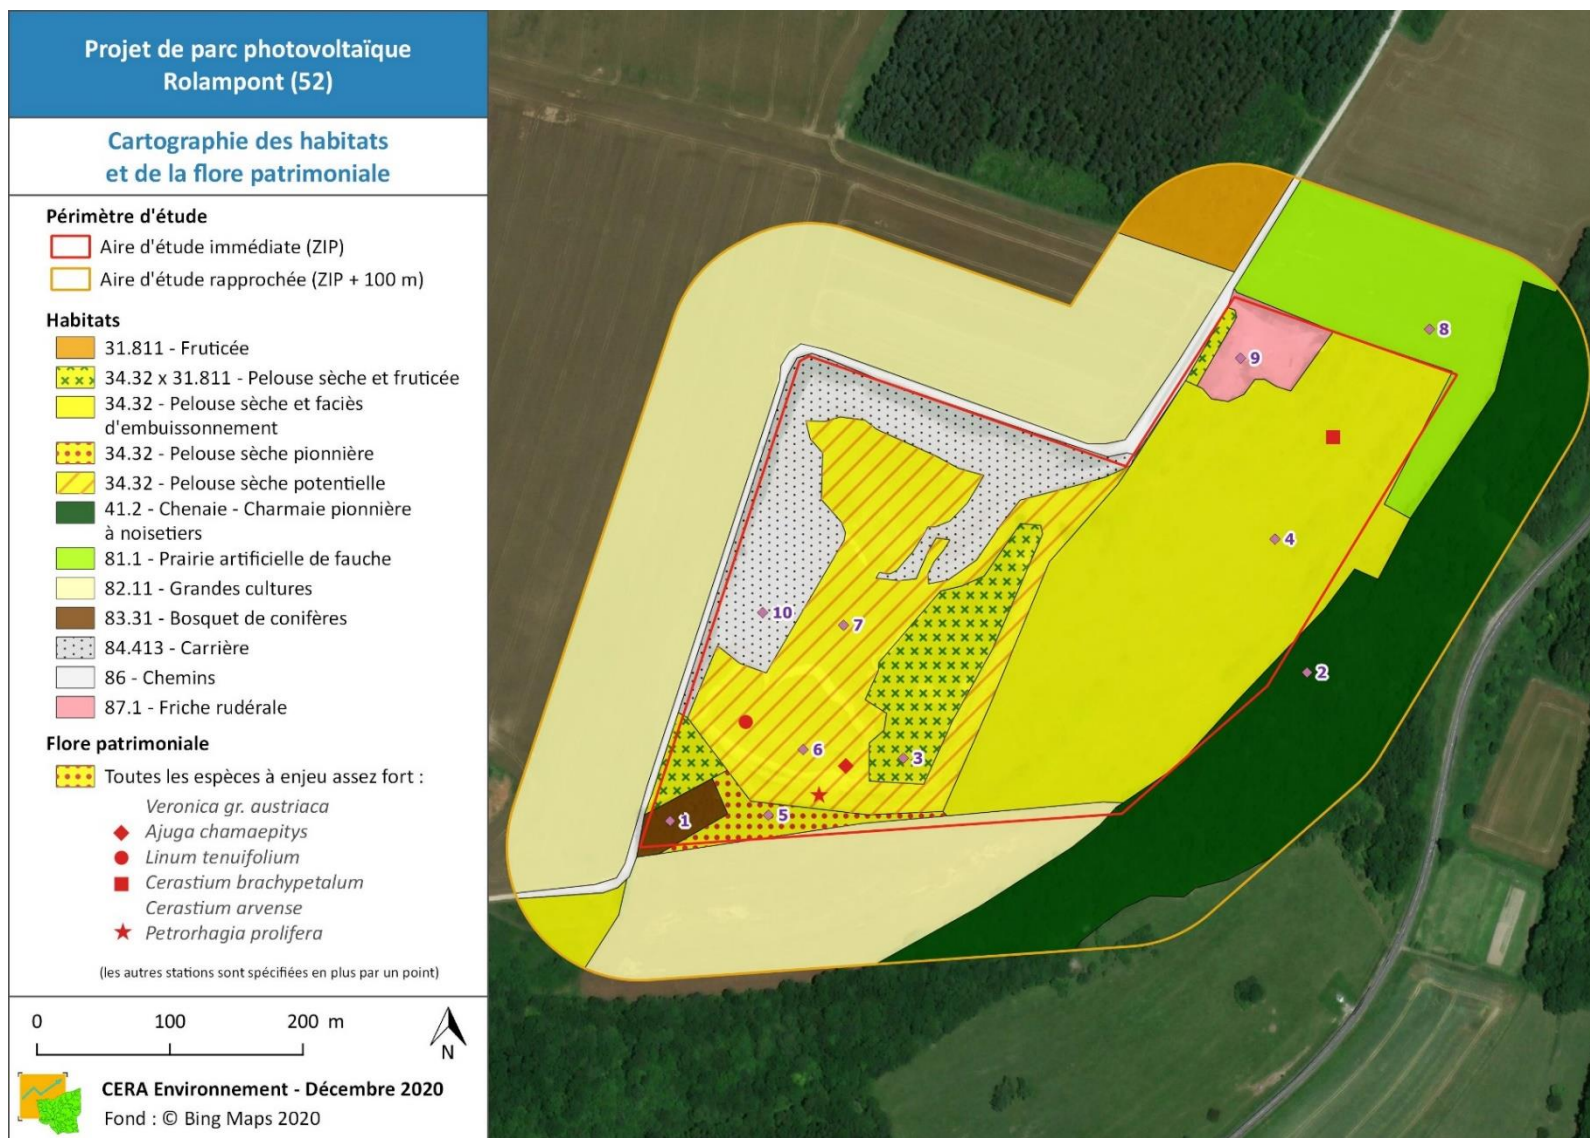 Projet de parc photovoltaïque
Rolampont (52)
Cartographie des habitats
et de la flore patrimoniale
Périmètre d'étude
Aire d'étude immédiate (ZIP)
Aire d'étude rapprochée (ZIP + 100 m)
Habitats
31.811 - Fruticée
34.32 x 31.811 - Pelouse sèche et fruticée
34.32 - Pelouse sèche et faciès
d'embuissonnement
34.32 - Pelouse sèche pionnière
34.32 - Pelouse sèche potentielle
41.2 - Chenaie - Charmaie pionnière
à noisetiers
81.1 - Prairie artificielle de fauche
82.11 - Grandes cultures
83.31 - Bosquet de conifères
84.413 - Carrière
86 - Chemins
87.1 - Friche rudérale
Flore patrimoniale
Toutes les espèces à enjeu assez fort :
Veronica gr. austriaca
Ajuga chamaepitys
Linum tenuifolium
Cerastium brachypetalum
Cerastium arvense
Petrorhagia prolifera
(les autres stations sont spécifiées en plus par un point)
0 100 200 m
N
CERA Environnement - Décembre 2020
Fond : © Bing Maps 2020
8
9
4
10
7
2
6
3
5
1